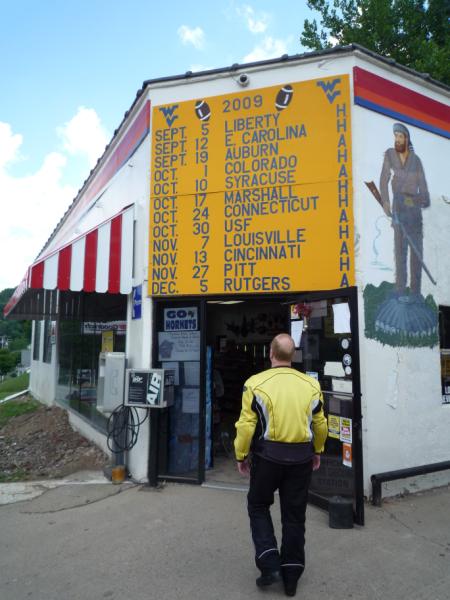 WV 2009 WV
SEPT. 5 LIBERTY H
SEPT. 12 E. CAROLINA H
SEPT. 19 AUBURN A
OCT. 1 COLORADO H
OCT. 10 SYRACUSE A
OCT. 17 MARSHALL H
OCT. 24 CONNECTICUT H
OCT. 30 USF A
NOV. 7 LOUISVILLE H
NOV. 13 CINCINNATI A
NOV. 27 PITT H
DEC. 5 RUTGERS A
GO
HORNETS
AIR